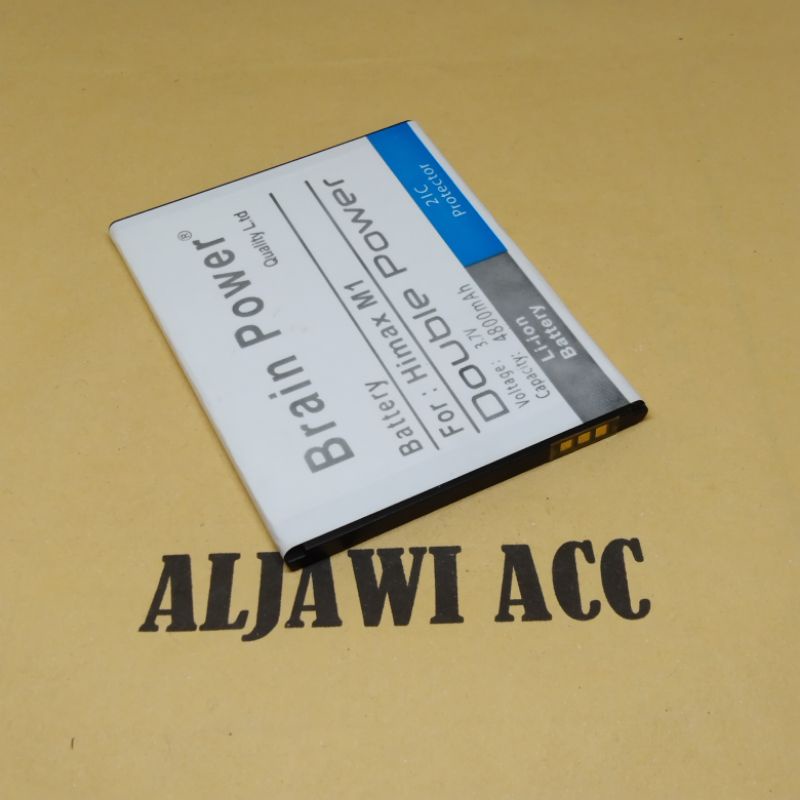 Brain Power®
Quality Ltd
Battery
For : Himax M1
Double Power
Voltage: 3.7V
Capacity: 4800mAh
2IC
Protector
Li-ion
Battery
ALJAWI ACC